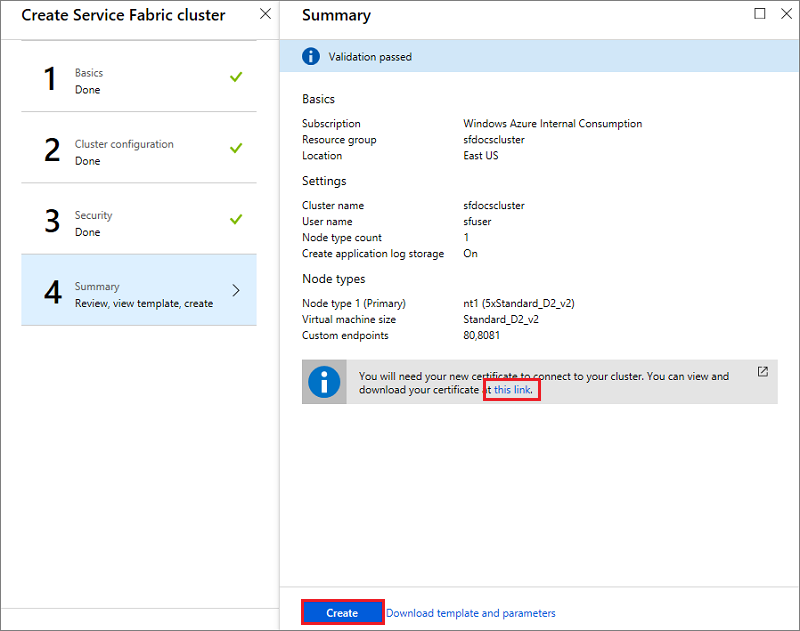 Create Service Fabric cluster
1
Basics
Done
2
Cluster configuration
Done
3
Security
Done
4
Summary
Review, view template, create
Summary
Validation passed
Basics
Subscription Windows Azure Internal Consumption
Resource group sfdocscluster
Location East US
Settings
Cluster name sfdocscluster
User name sfuser
Node type count 1
Create application log storage On
Node types
Node type 1 (Primary) nt1 (5xStandard_D2_v2)
Virtual machine size Standard_D2_v2
Custom endpoints 80,8081
You will need your new certificate to connect to your cluster. You can view and
download your certificate at this link.
Create Download template and parameters